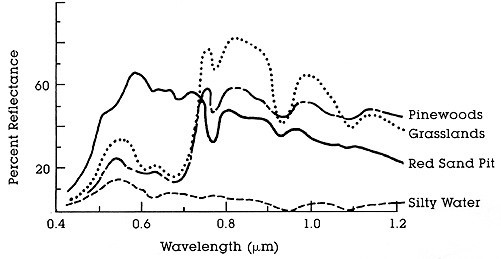 Percent Reflectance
60
20
0.4
0.6
0.8
1.0
1.2
Wavelength (μm)
Pinewoods
Grasslands
Red Sand Pit
Silty Water